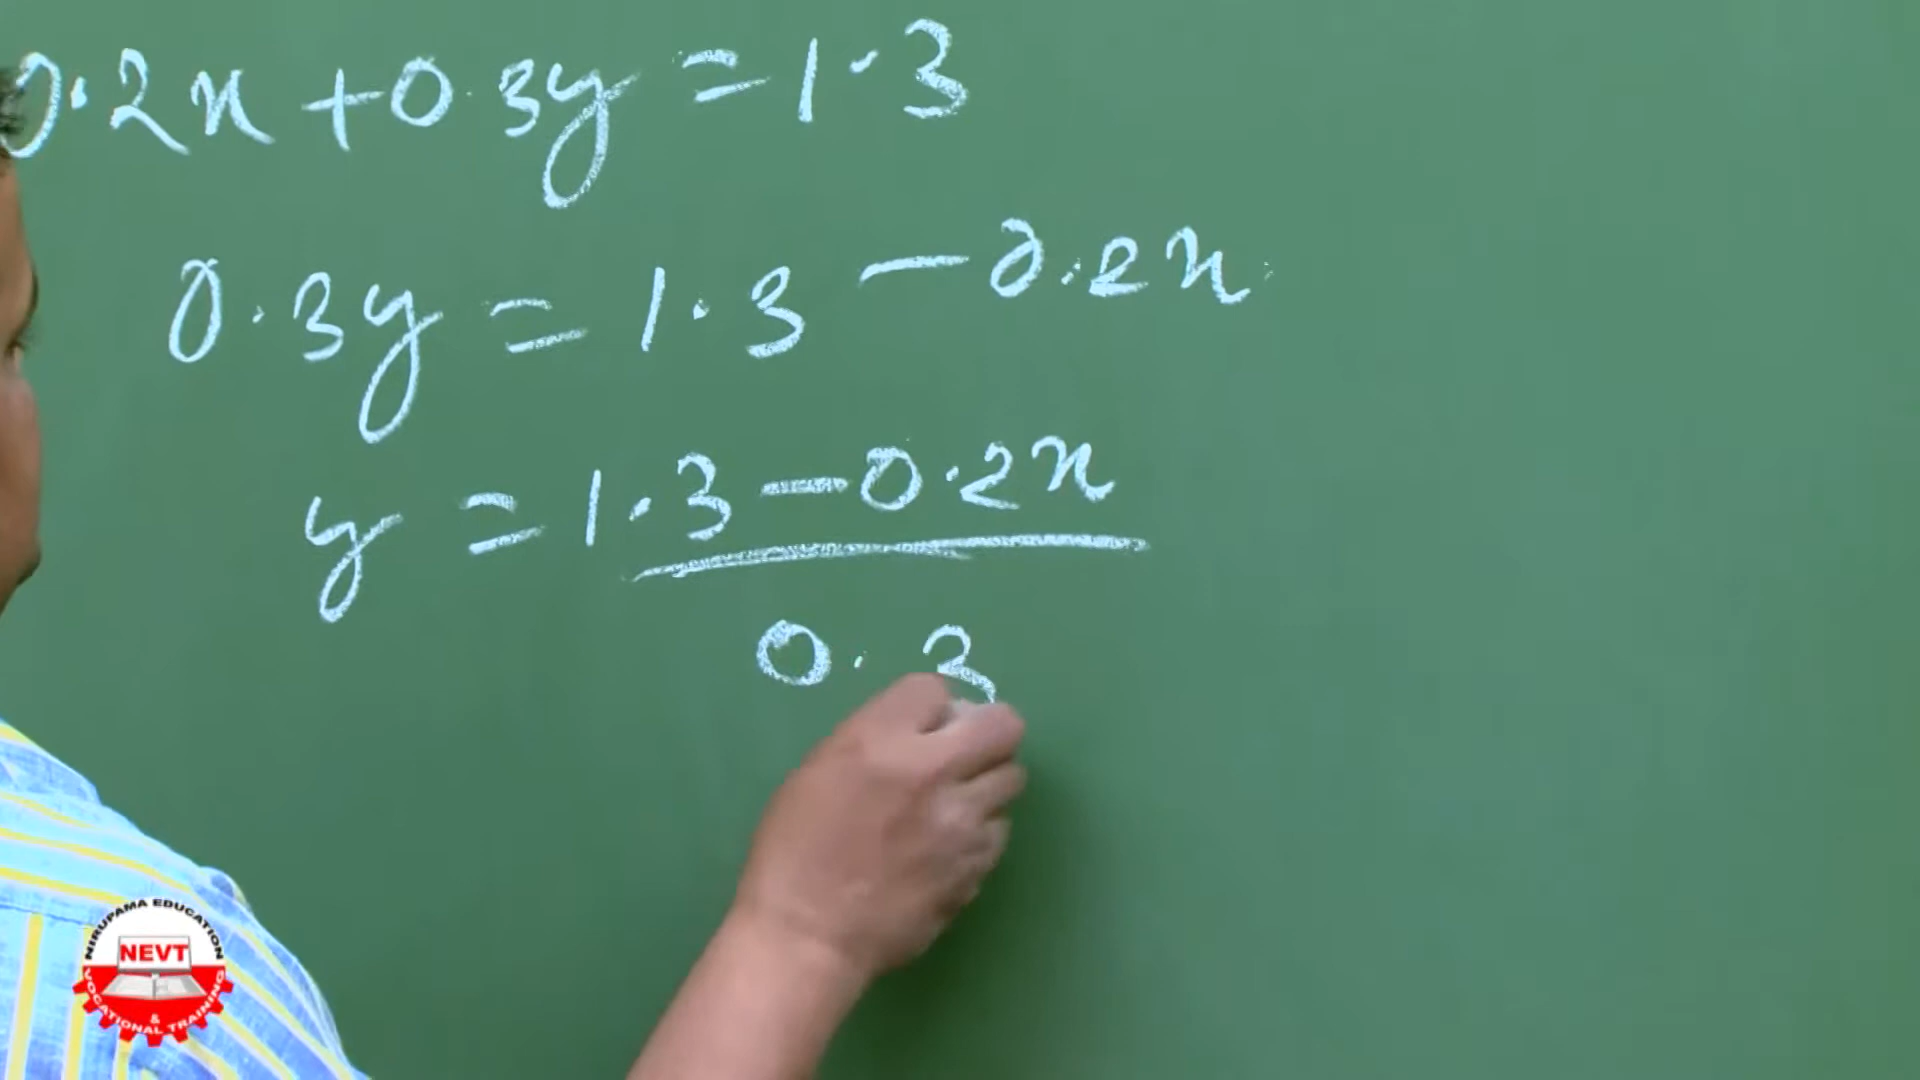 0.2x + 0.3y = 1.3
0.3y = 1.3 - 0.2x
y = 1.3 - 0.2x
0.3
NIRUPAMA EDUCATION
NEVT
&
VOCATIONAL TRAINING